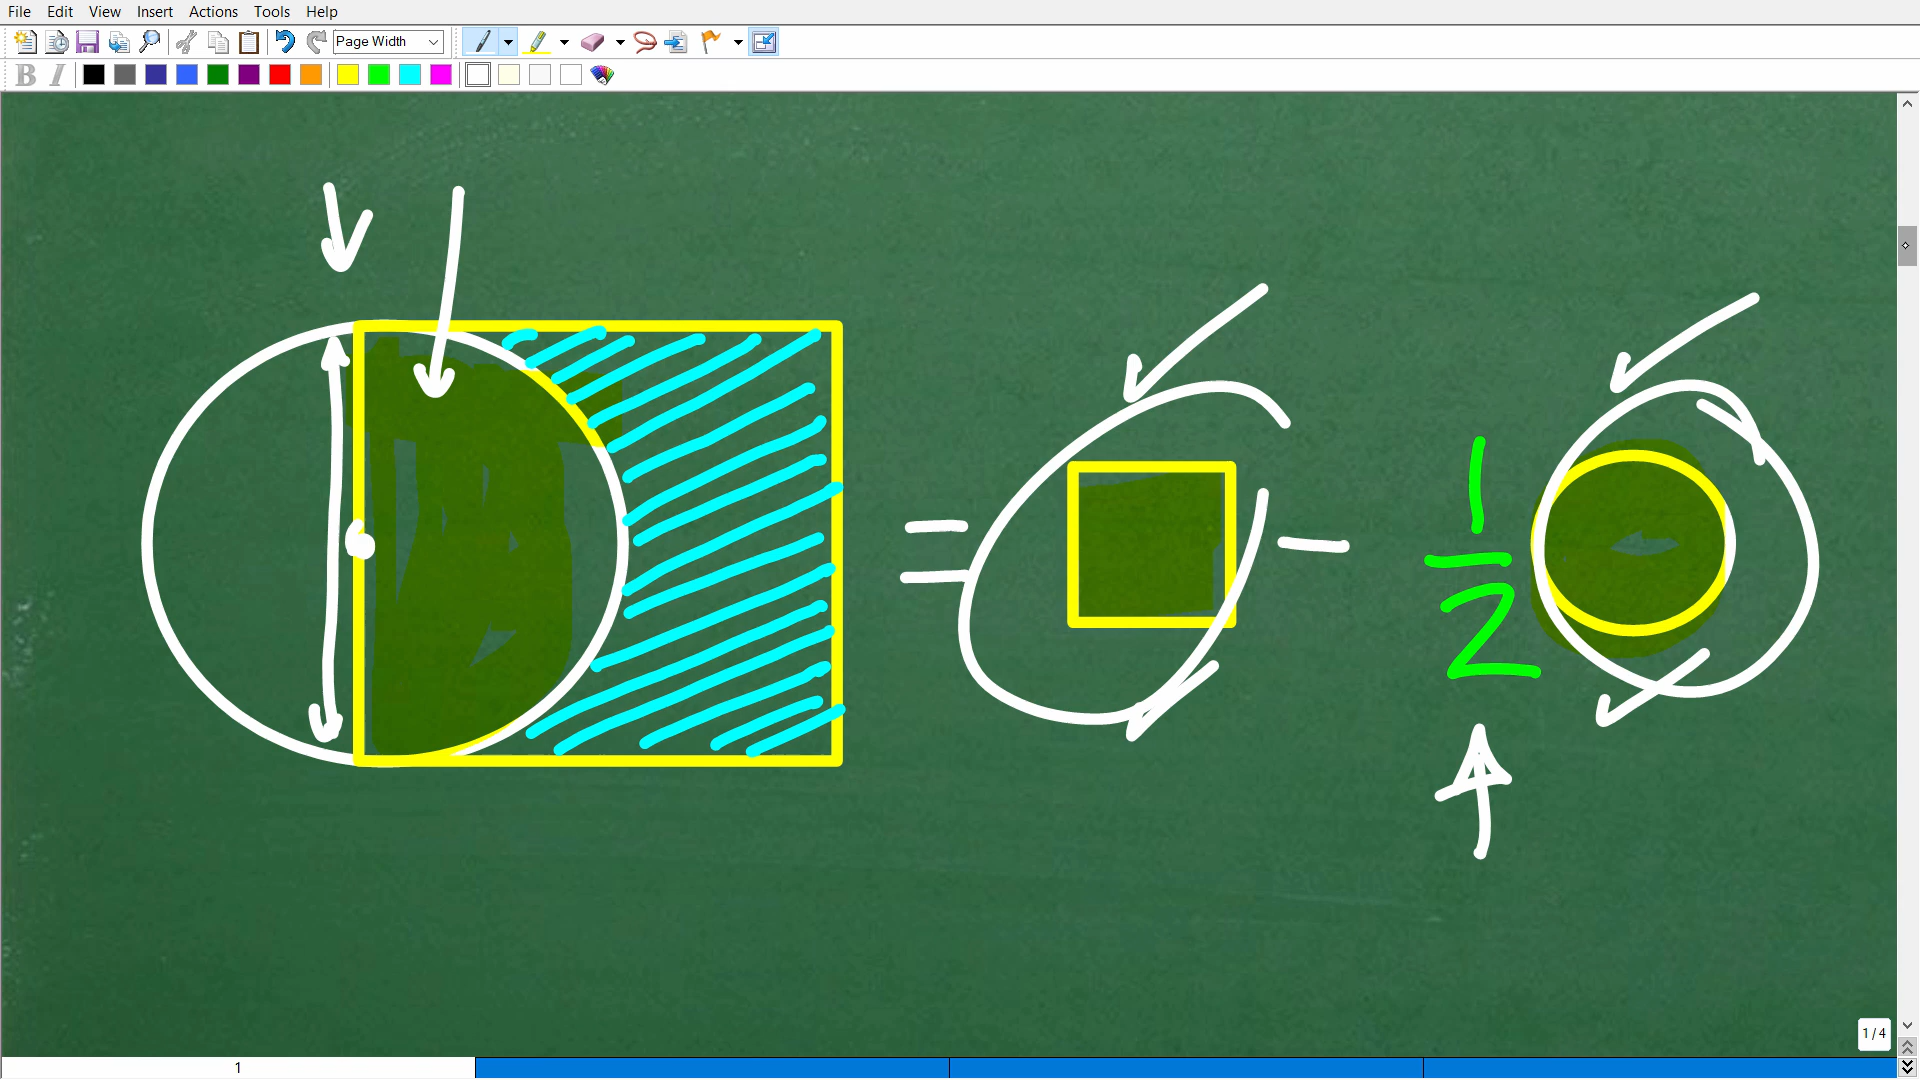 File Edit View Insert Actions Tools Help
Page Width
B I
= - 1/2
1 / 4
1